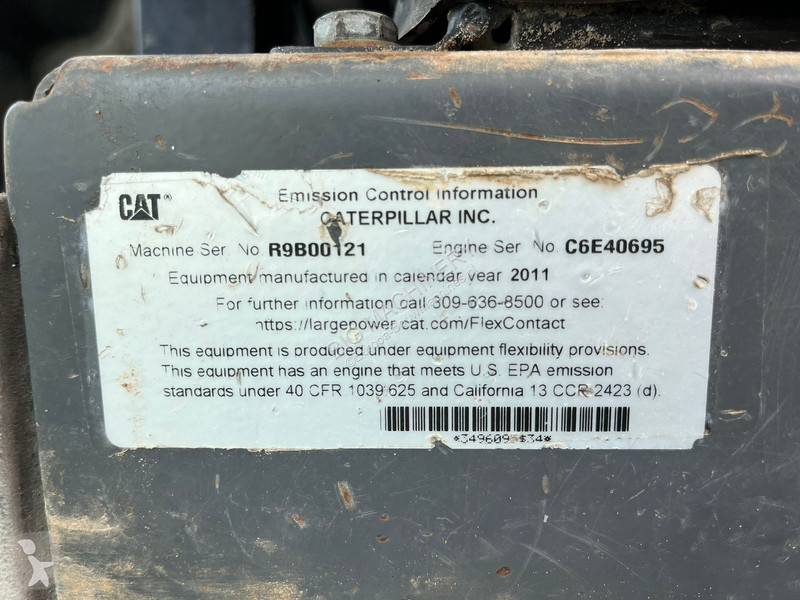 CAT®
Emission Control Information
CATERPILLAR INC.
Machine Ser. No. R9B00121 Engine Ser. No. C6E40695
Equipment manufactured in calendar year 2011
For further information call 309-636-8500 or see:
https://largepower.cat.com/FlexContact
This equipment is produced under equipment flexibility provisions.
This equipment has an engine that meets U.S. EPA emission
standards under 40 CFR 1039.625 and California 13 CCR 2423 (d).
*349609 $34*